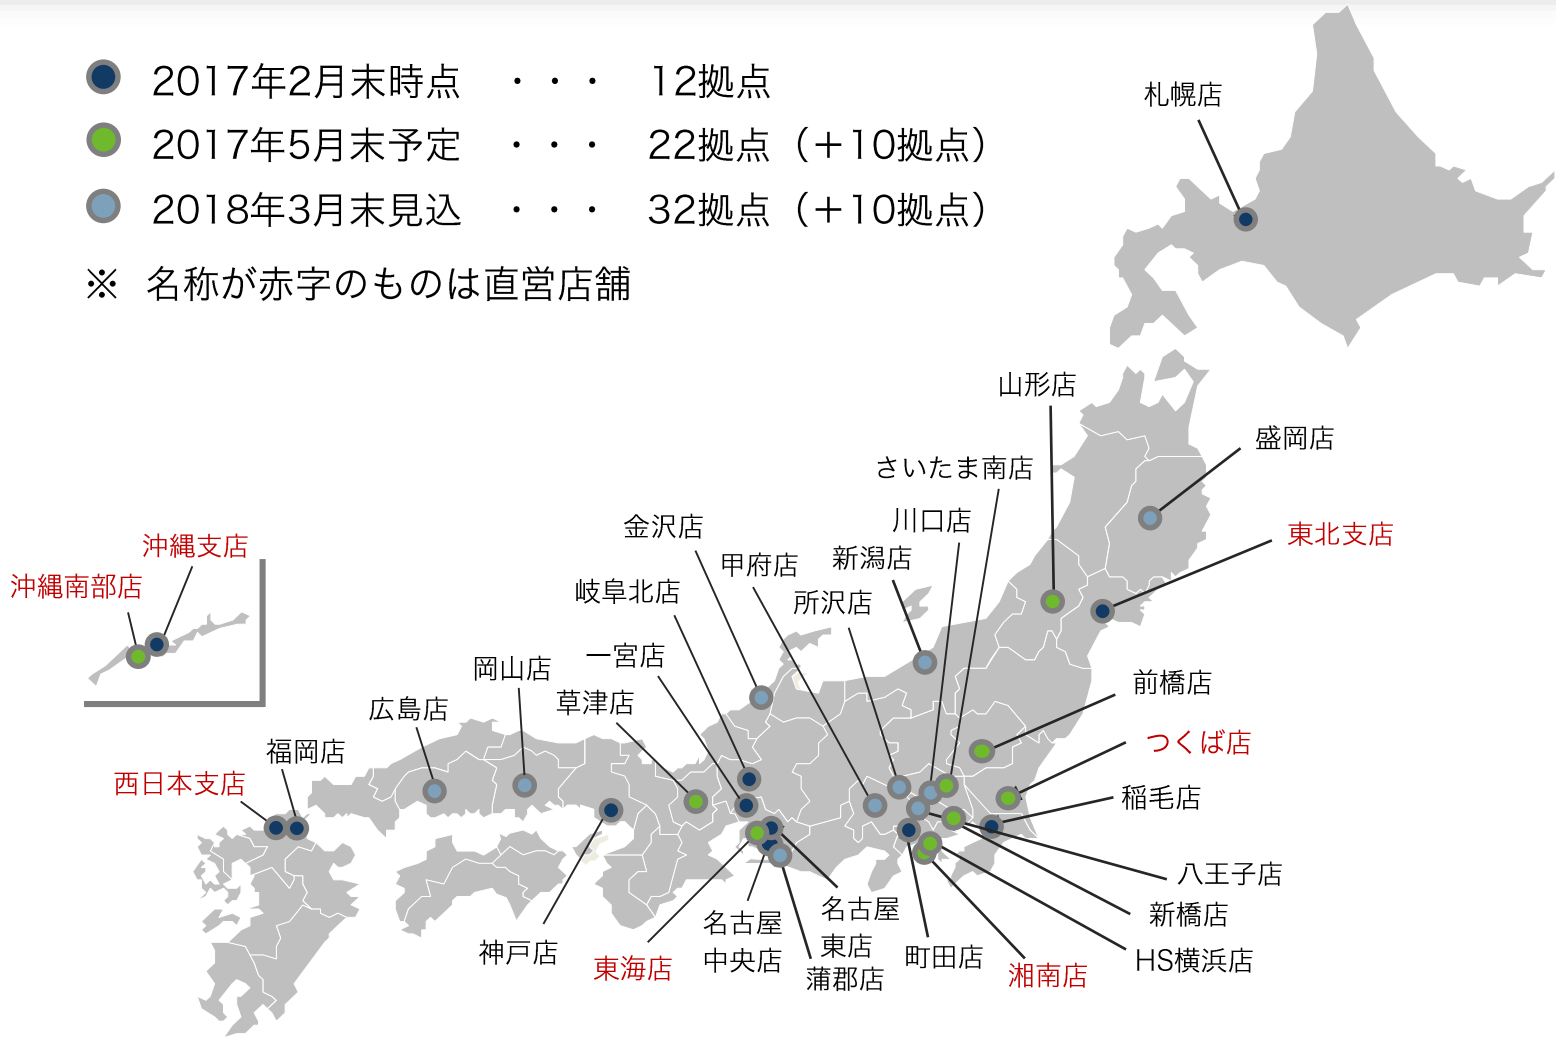 2017年2月末時点 ・・・ 12拠点
2017年5月末予定 ・・・ 22拠点（＋10拠点）
2018年3月末見込 ・・・ 32拠点（＋10拠点）
※ 名称が赤字のものは直営店舗
札幌店
山形店
盛岡店
さいたま南店
川口店
金沢店
東北支店
沖縄支店
新潟店
甲府店
沖縄南部店
岐阜北店
所沢店
一宮店
岡山店
前橋店
草津店
広島店
つくば店
福岡店
西日本支店
稲毛店
八王子店
名古屋
東店
新橋店
名古屋
中央店
神戸店
町田店
HS横浜店
東海店
蒲郡店
湘南店